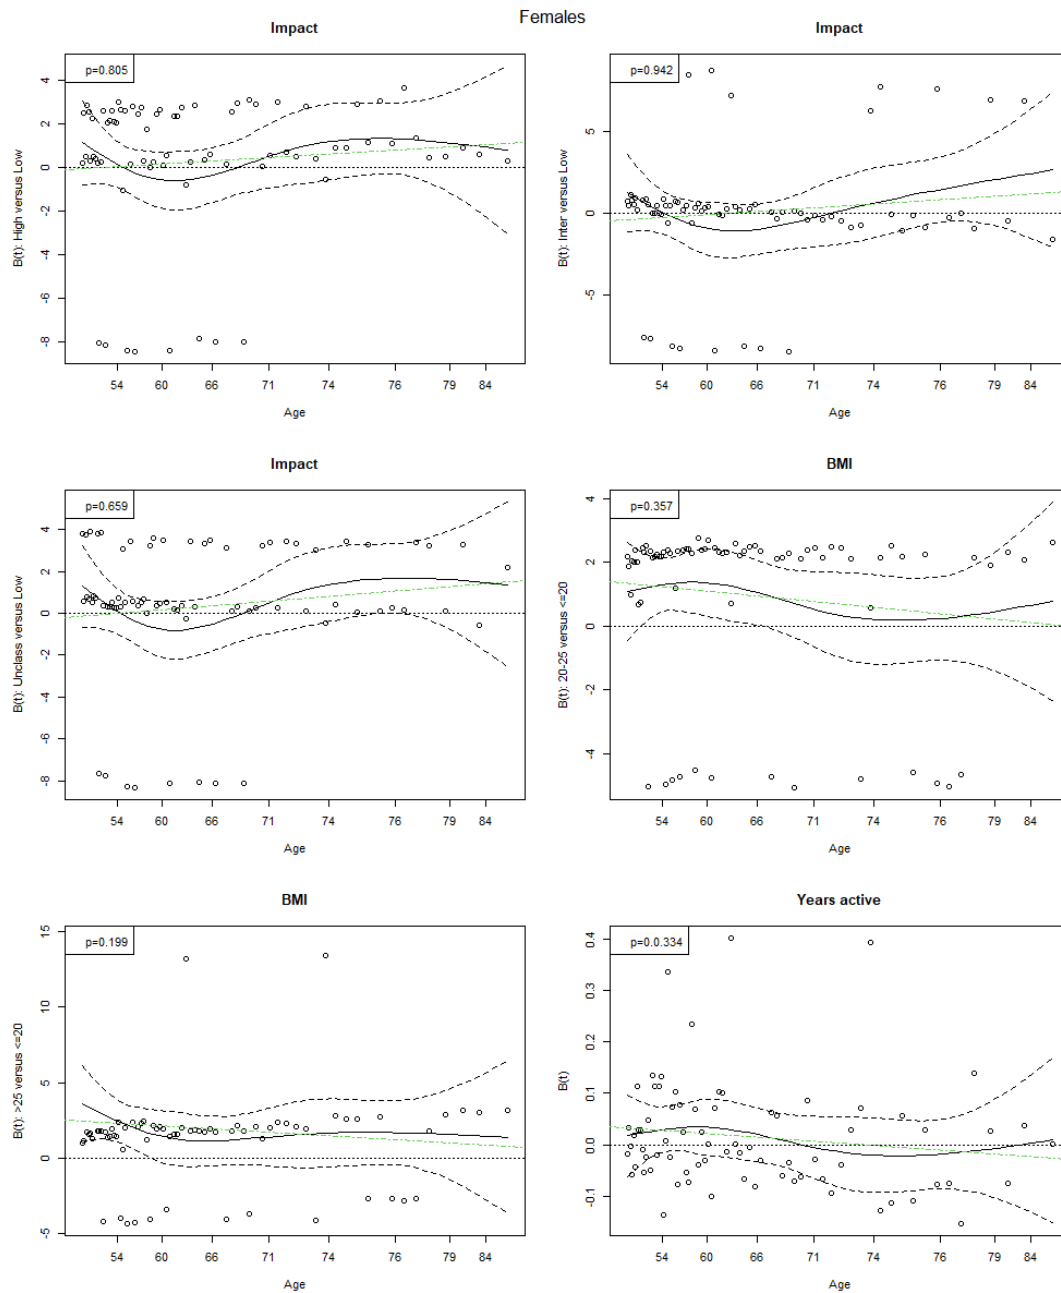 Females
Impact
p=0.805
B(t): High versus Low
4
2
0
-2
-4
-6
-8
54 60 66 71 74 76 79 84
Age
Impact
p=0.942
B(t): Inter versus Low
5
0
-5
54 60 66 71 74 76 79 84
Age
Impact
p=0.659
B(t): Unclass versus Low
4
2
0
-2
-4
-6
-8
54 60 66 71 74 76 79 84
Age
BMI
p=0.357
B(t): 20-25 versus <=20
4
2
0
-2
-4
54 60 66 71 74 76 79 84
Age
BMI
p=0.199
B(t): >25 versus <=20
15
10
5
0
-5
54 60 66 71 74 76 79 84
Age
Years active
p=0.0.334
B(t)
0.4
0.3
0.2
0.1
0.0
-0.1
54 60 66 71 74 76 79 84
Age